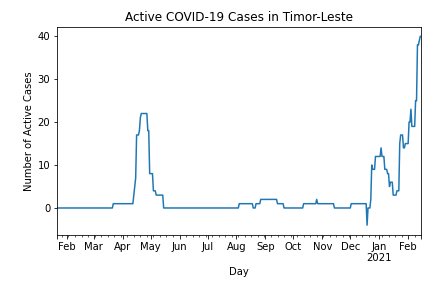 Active COVID-19 Cases in Timor-Leste
Number of Active Cases
40
30
20
10
0
Feb Mar Apr May Jun Jul Aug Sep Oct Nov Dec Jan Feb
2021
Day